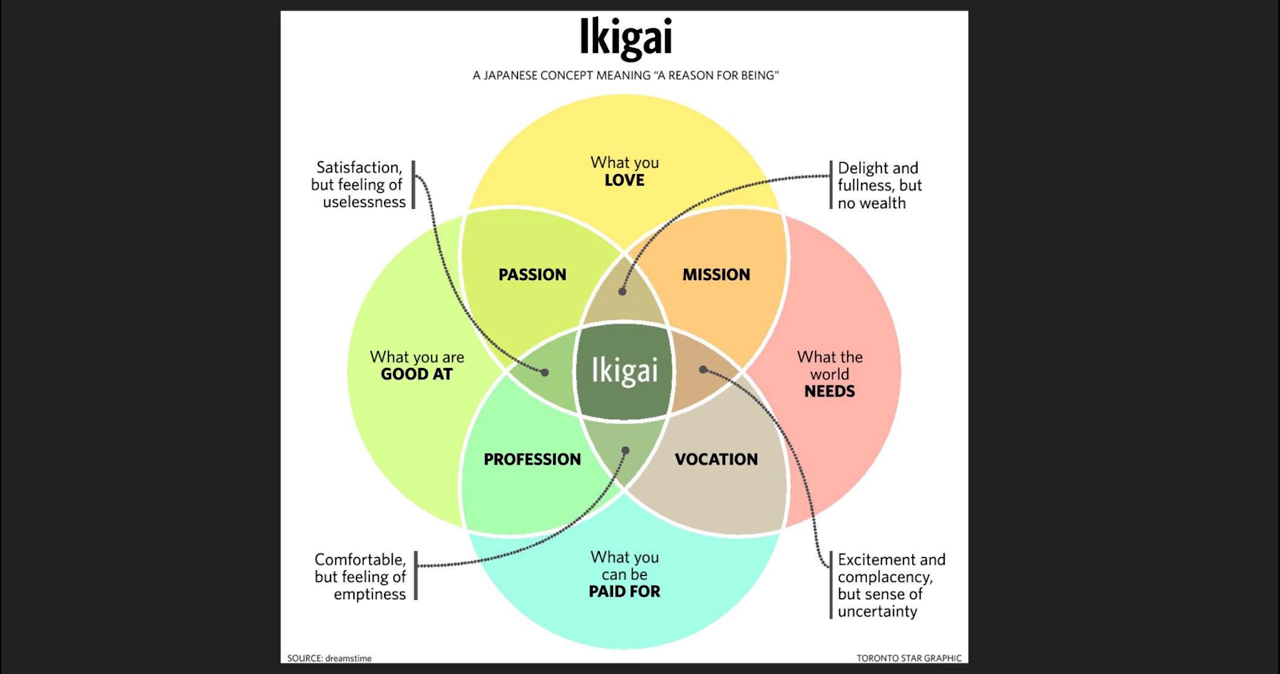 Ikigai
A JAPANESE CONCEPT MEANING “A REASON FOR BEING”
What you
LOVE
Satisfaction,
but feeling of
uselessness
Delight and
fullness, but
no wealth
PASSION
MISSION
What you are
GOOD AT
Ikigai
What the
world
NEEDS
PROFESSION
VOCATION
What you
can be
PAID FOR
Comfortable,
but feeling of
emptiness
Excitement and
complacency,
but sense of
uncertainty
SOURCE: dreamstime
TORONTO STAR GRAPHIC